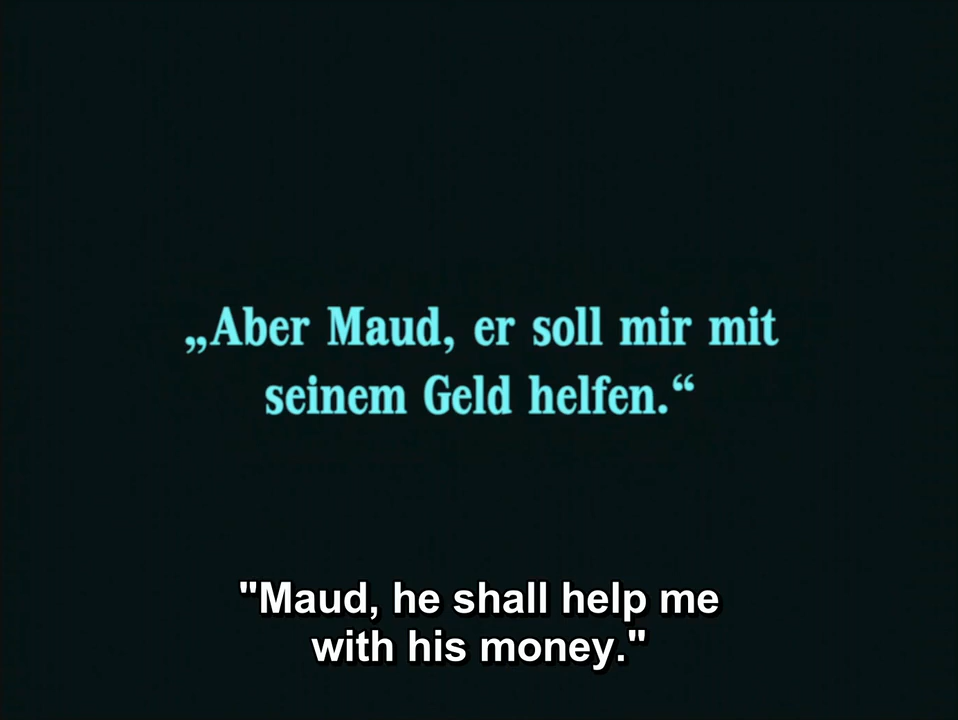 „Aber Maud, er soll mir mit
seinem Geld helfen.“
"Maud, he shall help me
with his money."